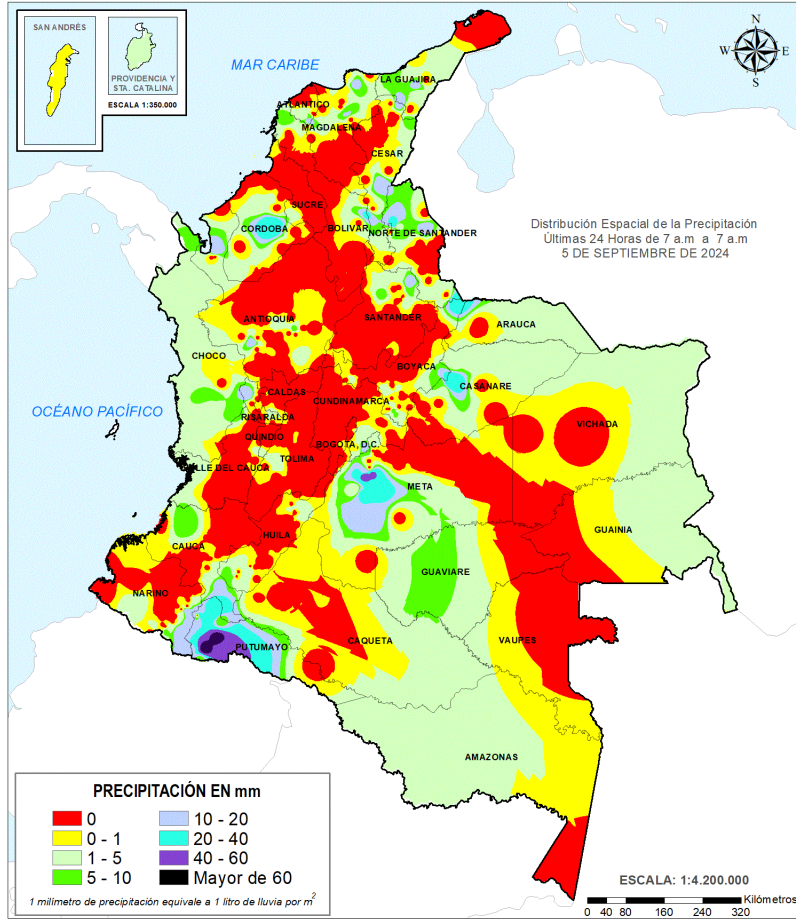 SAN ANDRÉS
PROVIDENCIA Y
STA. CATALINA
ESCALA 1:350.000
MAR CARIBE
N
W
E
S
LA GUAJIRA
ATLANTICO
MAGDALENA
CESAR
SUCRE
CORDOBA
BOLIVAR
NORTE DE SANTANDER
Distribución Espacial de la Precipitación
Últimas 24 Horas de 7 a.m a 7 a.m
5 DE SEPTIEMBRE DE 2024
ANTIOQUIA
SANTANDER
ARAUCA
CHOCO
BOYACA
CASANARE
CALDAS
CUNDINAMARCA
OCÉANO PACÍFICO
RISARALDA
VICHADA
QUINDIO
BOGOTA, D.C.
TOLIMA
VALLE DEL CAUCA
META
GUAINIA
CAUCA
HUILA
GUAVIARE
NARIÑO
PUTUMAYO
CAQUETA
VAUPES
AMAZONAS
PRECIPITACIÓN EN mm
0
10 - 20
0 - 1
20 - 40
1 - 5
40 - 60
5 - 10
Mayor de 60
1 milímetro de precipitación equivale a 1 litro de lluvia por m2
ESCALA: 1:4.200.000
Kilómetros
0 40 80 160 240 320